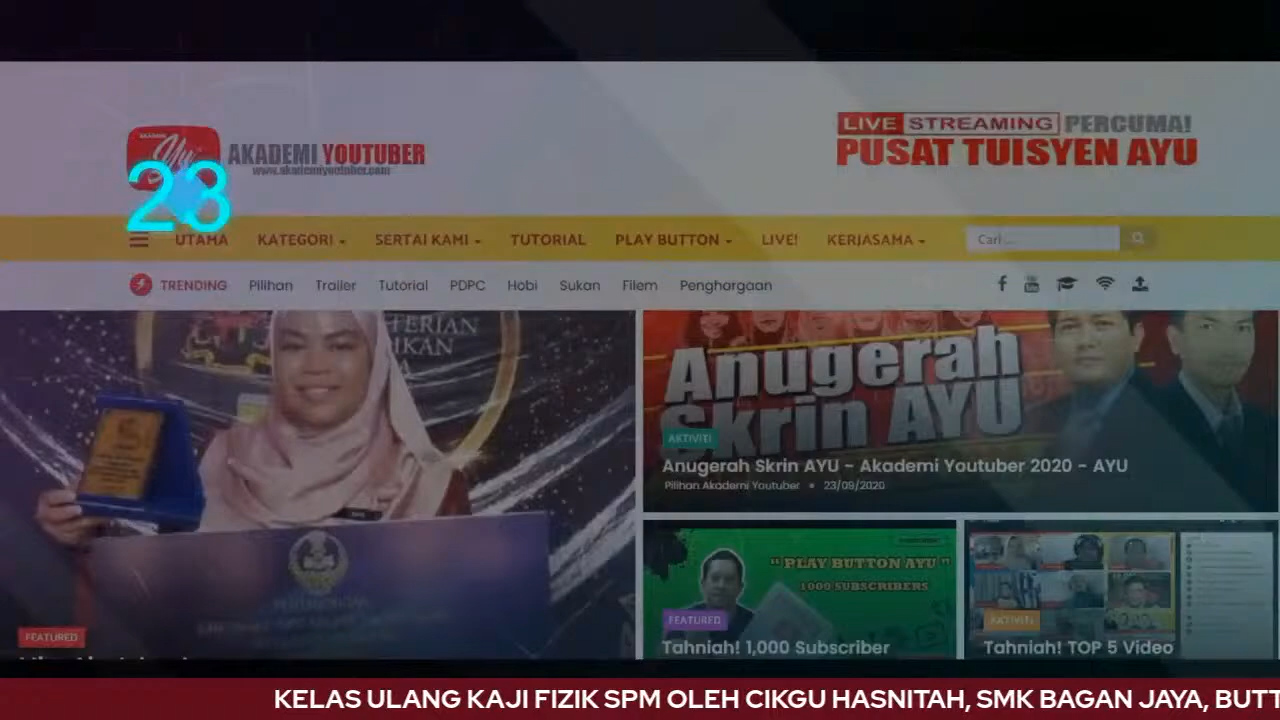 LIVE STREAMING PERCUMA!
PUSAT TUISYEN AYU
AKADEMI YOUTUBER
www.akademiyoutuber.com
23
UTAMA KATEGORI SERTAI KAMI TUTORIAL PLAY BUTTON LIVE! KERJASAMA Cari ...
TRENDING Pilihan Trailer Tutorial PDPC Hobi Sukan Filem Penghargaan
Anugerah
Skrin AYU
AKTIVITI
Anugerah Skrin AYU - Akademi Youtuber 2020 - AYU
Pilihan Akademi Youtuber 23/09/2020
"PLAY BUTTON AYU"
1000 SUBSCRIBERS
FEATURED
Tahniah! 1,000 Subscriber
AKTIVITI
Tahniah! TOP 5 Video
FEATURED
KELAS ULANG KAJI FIZIK SPM OLEH CIKGU HASNITAH, SMK BAGAN JAYA, BUTT